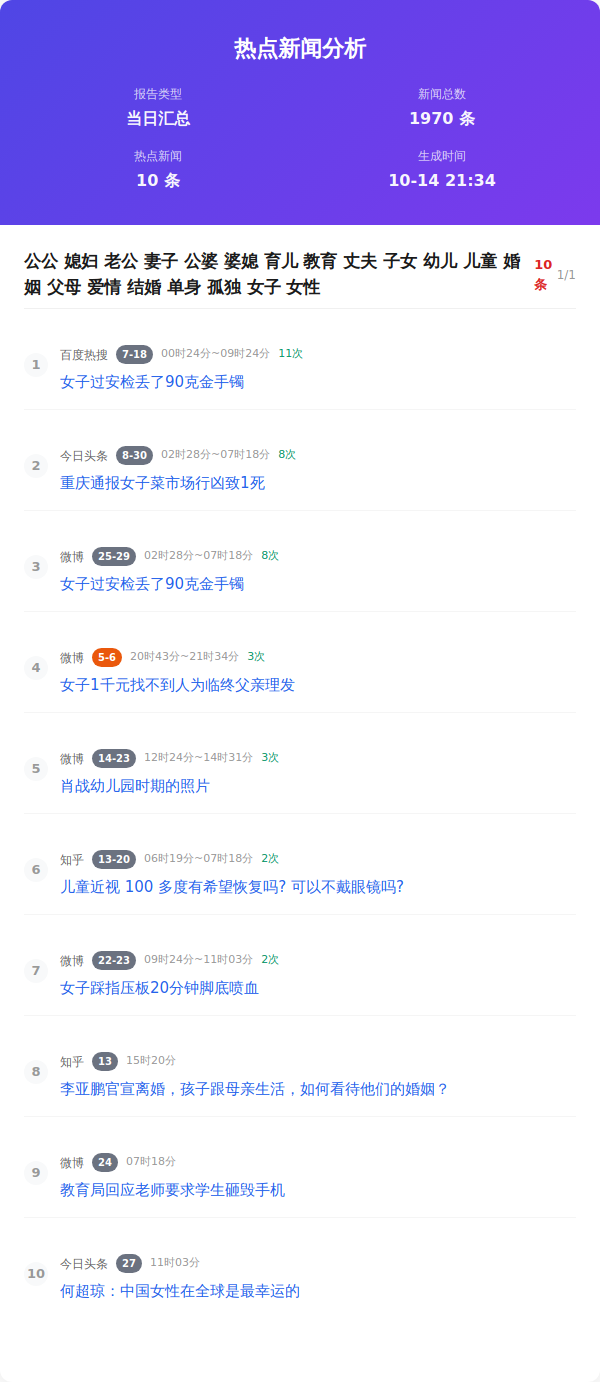 热点新闻分析
报告类型
新闻总数
当日汇总
1970 条
热点新闻
生成时间
10 条
10-14 21:34
公公 媳妇 老公 妻子 公婆 婆媳 育儿 教育 丈夫 子女 幼儿 儿童 婚
姻 父母 爱情 结婚 单身 孤独 女子 女性
10
条
1/1
1
百度热搜 7-18 00时24分~09时24分 11次
女子过安检丢了90克金手镯
2
今日头条 8-30 02时28分~07时18分 8次
重庆通报女子菜市场行凶致1死
3
微博 25-29 02时28分~07时18分 8次
女子过安检丢了90克金手镯
4
微博 5-6 20时43分~21时34分 3次
女子1千元找不到人为临终父亲理发
5
微博 14-23 12时24分~14时31分 3次
肖战幼儿园时期的照片
6
知乎 13-20 06时19分~07时18分 2次
儿童近视 100 多度有希望恢复吗? 可以不戴眼镜吗?
7
微博 22-23 09时24分~11时03分 2次
女子踩指压板20分钟脚底喷血
8
知乎 13 15时20分
李亚鹏官宣离婚，孩子跟母亲生活，如何看待他们的婚姻？
9
微博 24 07时18分
教育局回应老师要求学生砸毁手机
10
今日头条 27 11时03分
何超琼：中国女性在全球是最幸运的